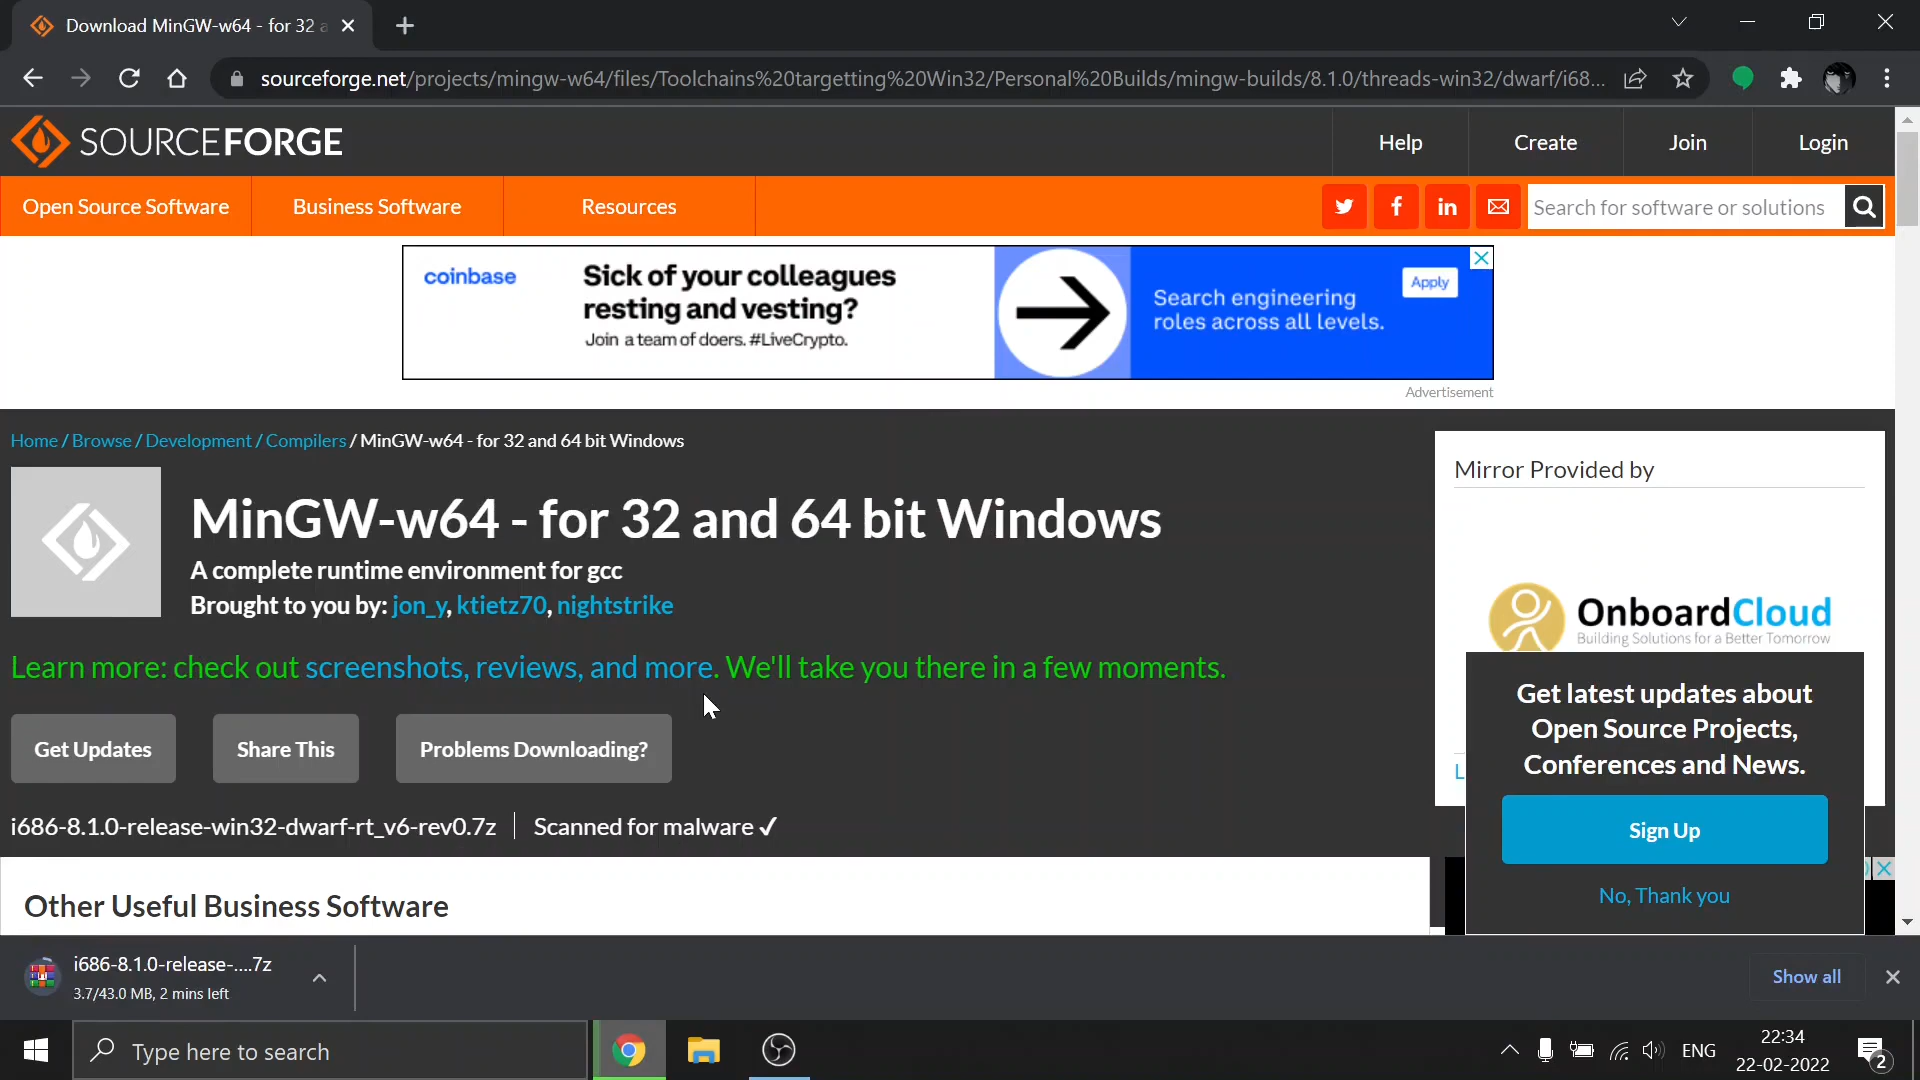 Download MinGW-w64 - for 32 a
sourceforge.net/projects/mingw-w64/files/Toolchains%20targetting%20Win32/Personal%20Builds/mingw-builds/8.1.0/threads-win32/dwarf/i68...
SOURCEFORGE
Help
Create
Join
Login
Open Source Software
Business Software
Resources
Search for software or solutions
coinbase
Sick of your colleagues
resting and vesting?
Join a team of doers. #LiveCrypto.
Search engineering
roles across all levels.
Apply
Advertisement
Home / Browse / Development / Compilers / MinGW-w64 - for 32 and 64 bit Windows
MinGW-w64 - for 32 and 64 bit Windows
A complete runtime environment for gcc
Brought to you by: jon_y, ktietz70, nightstrike
Learn more: check out screenshots, reviews, and more. We'll take you there in a few moments.
Get Updates
Share This
Problems Downloading?
i686-8.1.0-release-win32-dwarf-rt_v6-rev0.7z
Scanned for malware ✓
Mirror Provided by
OnboardCloud
Building Solutions for a Better Tomorrow
L
Get latest updates about
Open Source Projects,
Conferences and News.
Sign Up
No, Thank you
Other Useful Business Software
i686-8.1.0-release-....7z
3.7/43.0 MB, 2 mins left
Show all
Type here to search
ENG
22:34
22-02-2022
2